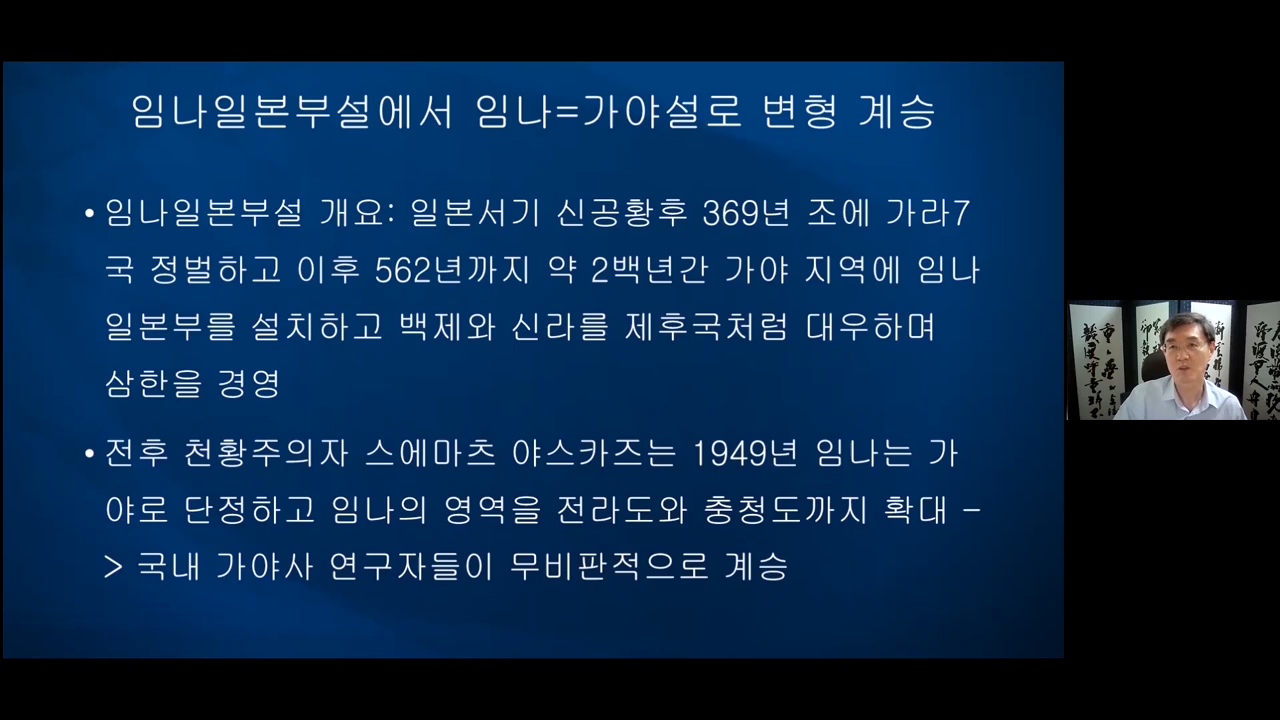 임나일본부설에서 임나=가야설로 변형 계승
• 임나일본부설 개요: 일본서기 신공황후 369년 조에 가라7
국 정벌하고 이후 562년까지 약 2백년간 가야 지역에 임나
일본부를 설치하고 백제와 신라를 제후국처럼 대우하며
삼한을 경영
• 전후 천황주의자 스에마츠 야스카즈는 1949년 임나는 가
야로 단정하고 임나의 영역을 전라도와 충청도까지 확대 –
> 국내 가야사 연구자들이 무비판적으로 계승